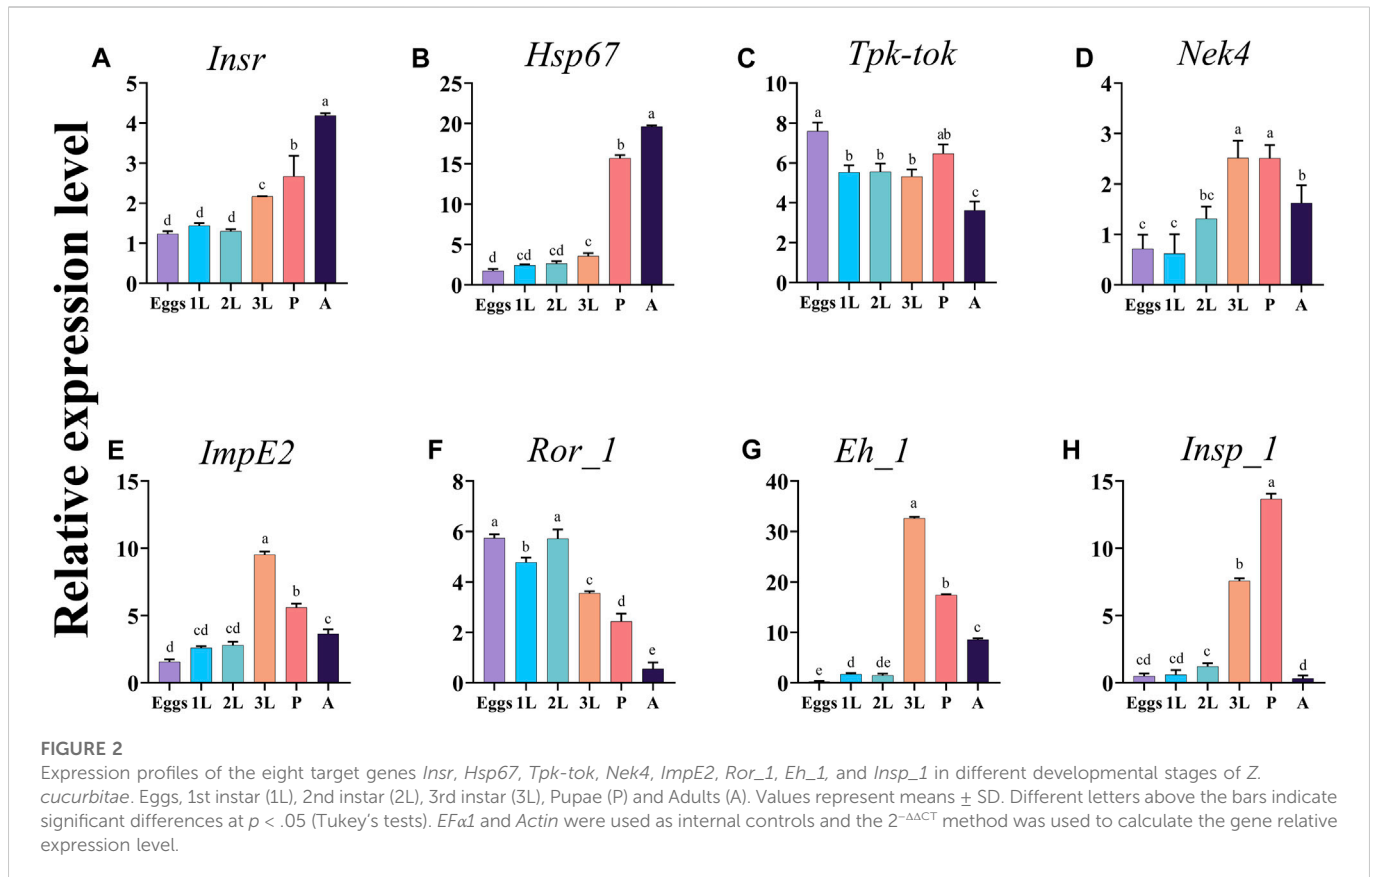 A Insr
B Hsp67
C Tpk-tok
D Nek4
Relative expression level
5
4
3
2
1
0
d d d c b a
Eggs 1L 2L 3L P A
25
20
15
10
5
0
d cd cd c b a
Eggs 1L 2L 3L P A
10
8
6
4
2
0
a b b b ab c
Eggs 1L 2L 3L P A
4
3
2
1
0
c c bc a a b
Eggs 1L 2L 3L P A
E ImpE2
F Ror_1
G Eh_1
H Insp_1
15
10
5
0
d cd cd a b c
Eggs 1L 2L 3L P A
8
6
4
2
0
a b a c d e
Eggs 1L 2L 3L P A
40
30
20
10
0
e d de a b c
Eggs 1L 2L 3L P A
15
10
5
0
cd cd c b a d
Eggs 1L 2L 3L P A
FIGURE 2
Expression profiles of the eight target genes Insr, Hsp67, Tpk-tok, Nek4, ImpE2, Ror_1, Eh_1, and Insp_1 in different developmental stages of Z.
cucurbitae. Eggs, 1st instar (1L), 2nd instar (2L), 3rd instar (3L), Pupae (P) and Adults (A). Values represent means ± SD. Different letters above the bars indicate
significant differences at p < .05 (Tukey's tests). EFα1 and Actin were used as internal controls and the 2−ΔΔCT method was used to calculate the gene relative
expression level.